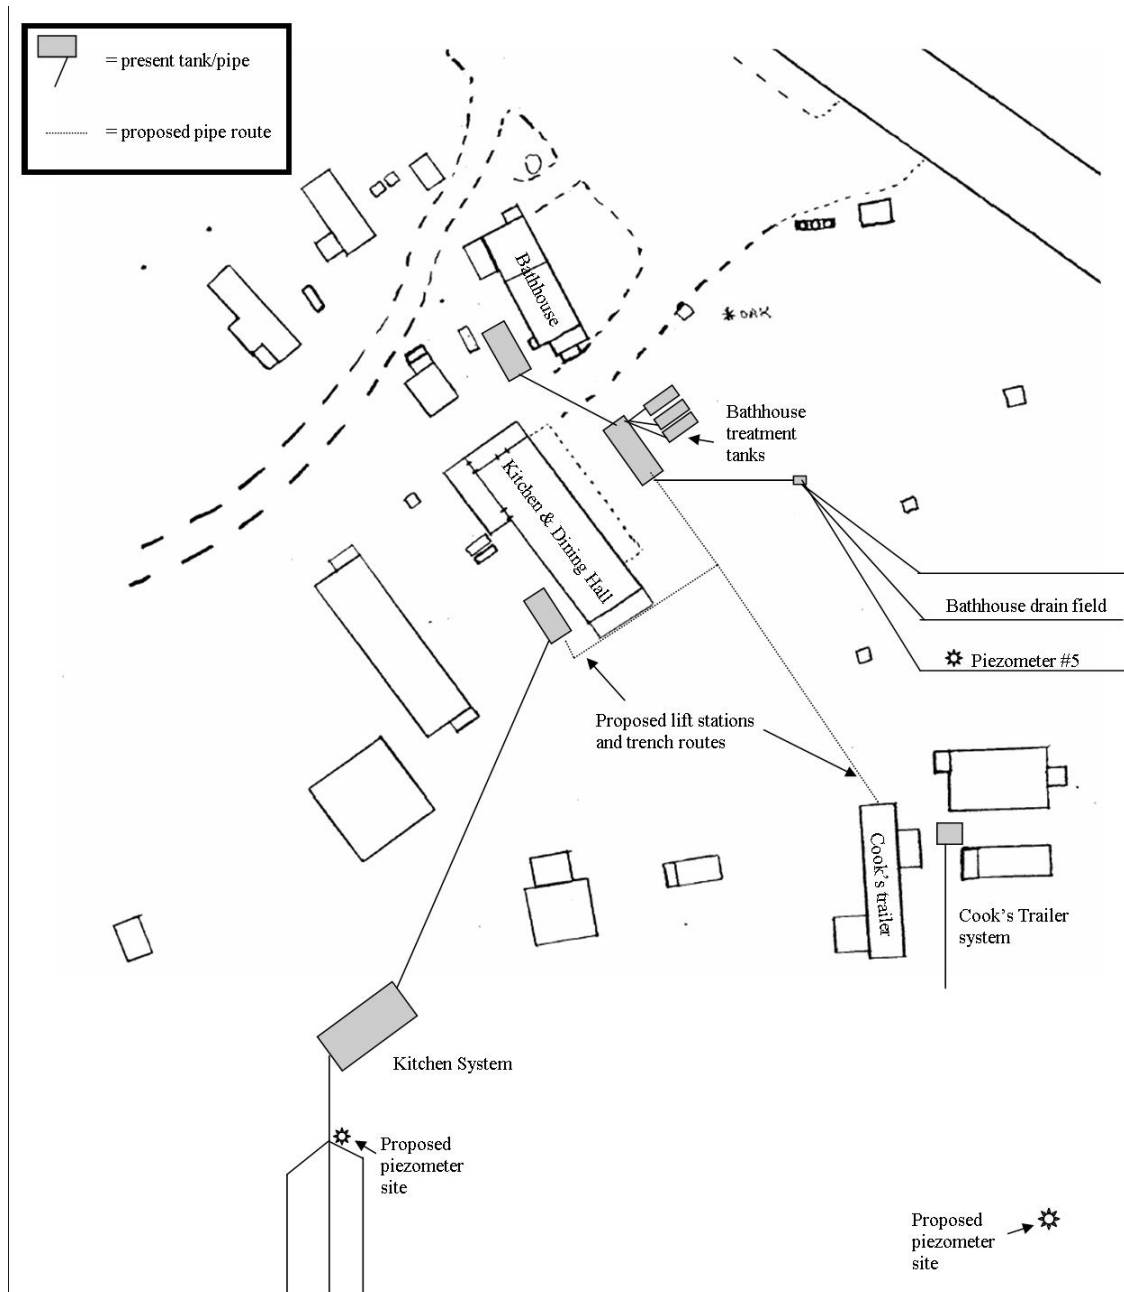 = present tank/pipe
= proposed pipe route
Bathhouse
*OAK
Bathhouse
treatment
tanks
Kitchen & Dining Hall
Bathhouse drain field
Piezometer #5
Proposed lift stations
and trench routes
Cook's trailer
Cook's Trailer
system
Kitchen System
Proposed
piezometer
site
Proposed
piezometer
site